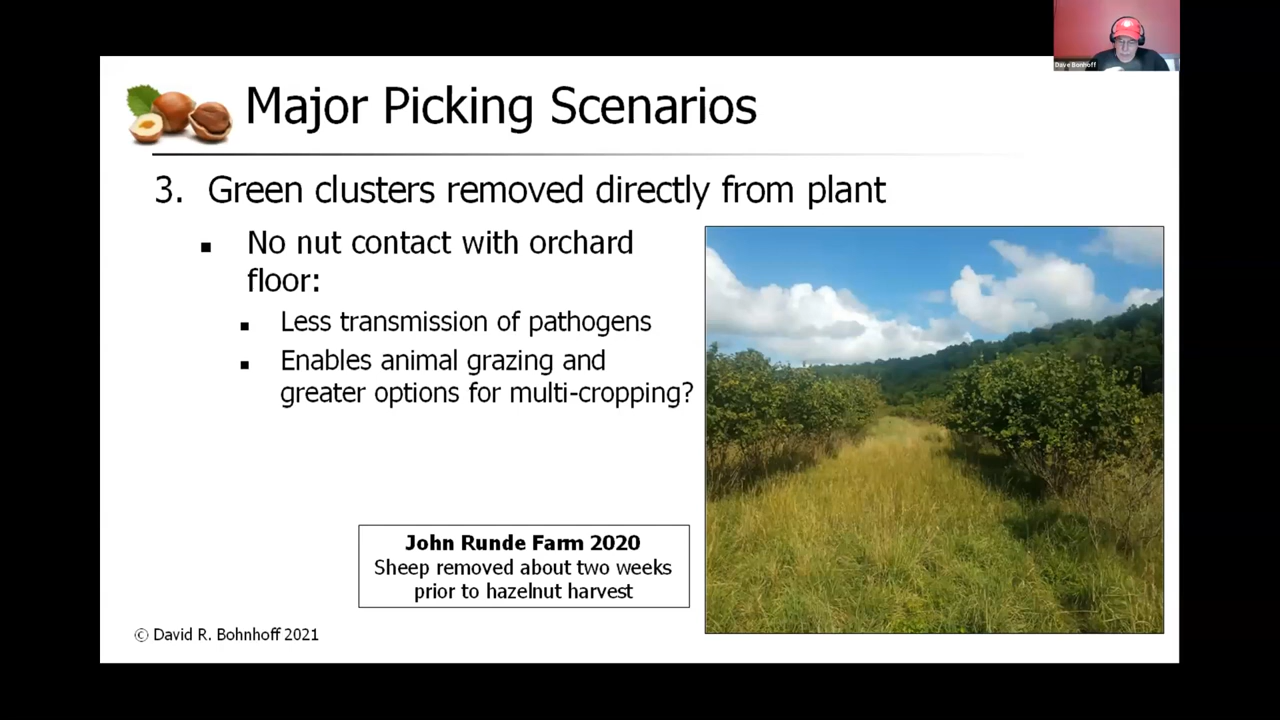 Dave Bohnhoff
Major Picking Scenarios
3. Green clusters removed directly from plant
▪ No nut contact with orchard
floor:
▪ Less transmission of pathogens
▪ Enables animal grazing and
greater options for multi-cropping?
John Runde Farm 2020
Sheep removed about two weeks
prior to hazelnut harvest
© David R. Bohnhoff 2021